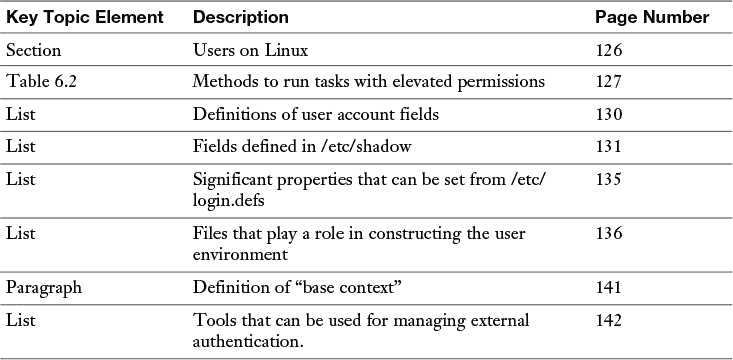 Key Topic Element Description Page Number
Section Users on Linux 126
Table 6.2 Methods to run tasks with elevated permissions 127
List Definitions of user account fields 130
List Fields defined in /etc/shadow 131
List Significant properties that can be set from /etc/ 135
login.defs
List Files that play a role in constructing the user 136
environment
Paragraph Definition of “base context” 141
List Tools that can be used for managing external 142
authentication.